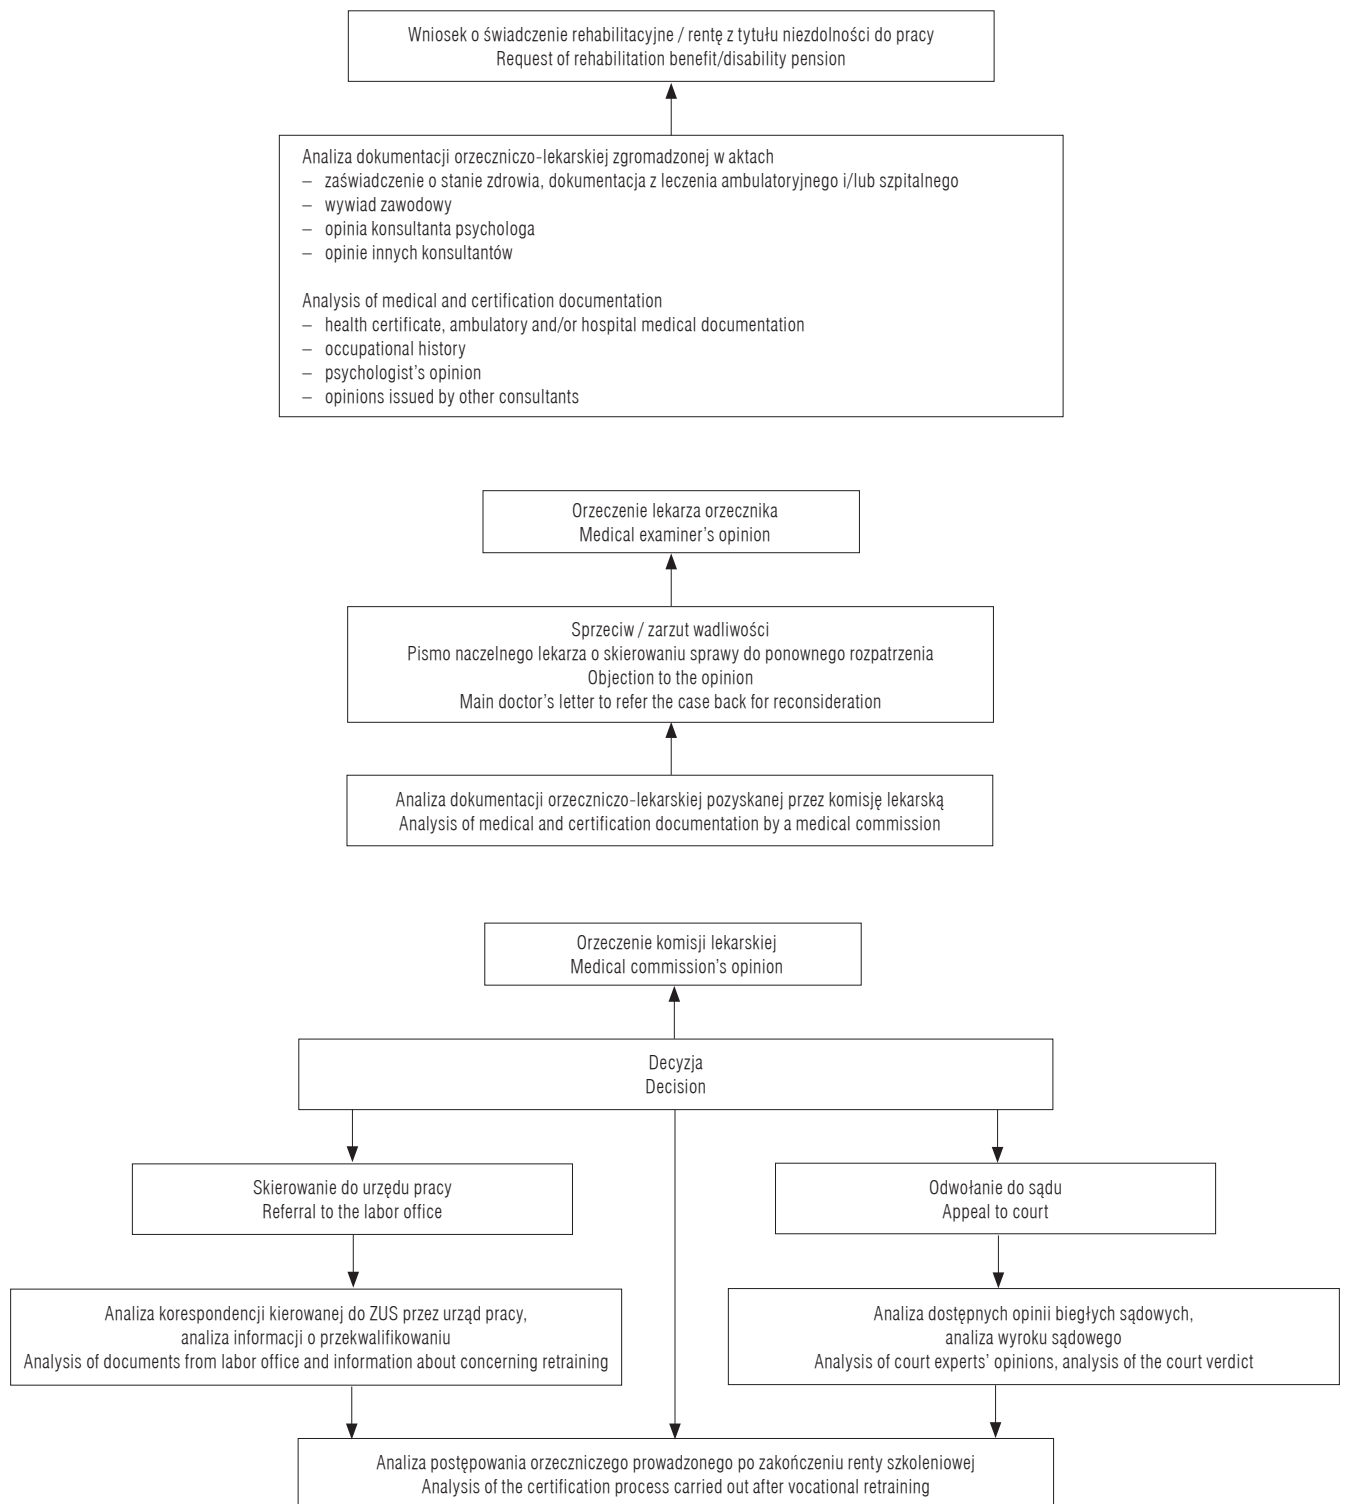 Wniosek o świadczenie rehabilitacyjne / rentę z tytułu niezdolności do pracy
Request of rehabilitation benefit/disability pension
Analiza dokumentacji orzeczniczo-lekarskiej zgromadzonej w aktach
– zaświadczenie o stanie zdrowia, dokumentacja z leczenia ambulatoryjnego i/lub szpitalnego
– wywiad zawodowy
– opinia konsultanta psychologa
– opinie innych konsultantów
Analysis of medical and certification documentation
– health certificate, ambulatory and/or hospital medical documentation
– occupational history
– psychologist's opinion
– opinions issued by other consultants
Orzeczenie lekarza orzecznika
Medical examiner's opinion
Sprzeciw / zarzut wadliwości
Pismo naczelnego lekarza o skierowaniu sprawy do ponownego rozpatrzenia
Objection to the opinion
Main doctor's letter to refer the case back for reconsideration
Analiza dokumentacji orzeczniczo-lekarskiej pozyskanej przez komisję lekarską
Analysis of medical and certification documentation by a medical commission
Orzeczenie komisji lekarskiej
Medical commission's opinion
Decyzja
Decision
Skierowanie do urzędu pracy
Referral to the labor office
Odwołanie do sądu
Appeal to court
Analiza korespondencji kierowanej do ZUS przez urząd pracy,
analiza informacji o przekwalifikowaniu
Analysis of documents from labor office and information about concerning retraining
Analiza dostępnych opinii biegłych sądowych,
analiza wyroku sądowego
Analysis of court experts' opinions, analysis of the court verdict
Analiza postępowania orzeczniczego prowadzonego po zakończeniu renty szkoleniowej
Analysis of the certification process carried out after vocational retraining